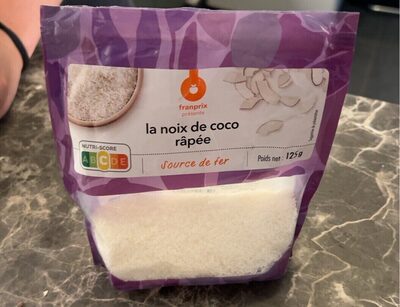 franprix
présente
la noix de coco
râpée
NUTRI-SCORE
A B C D E
Source de fer
Poids net : 125g